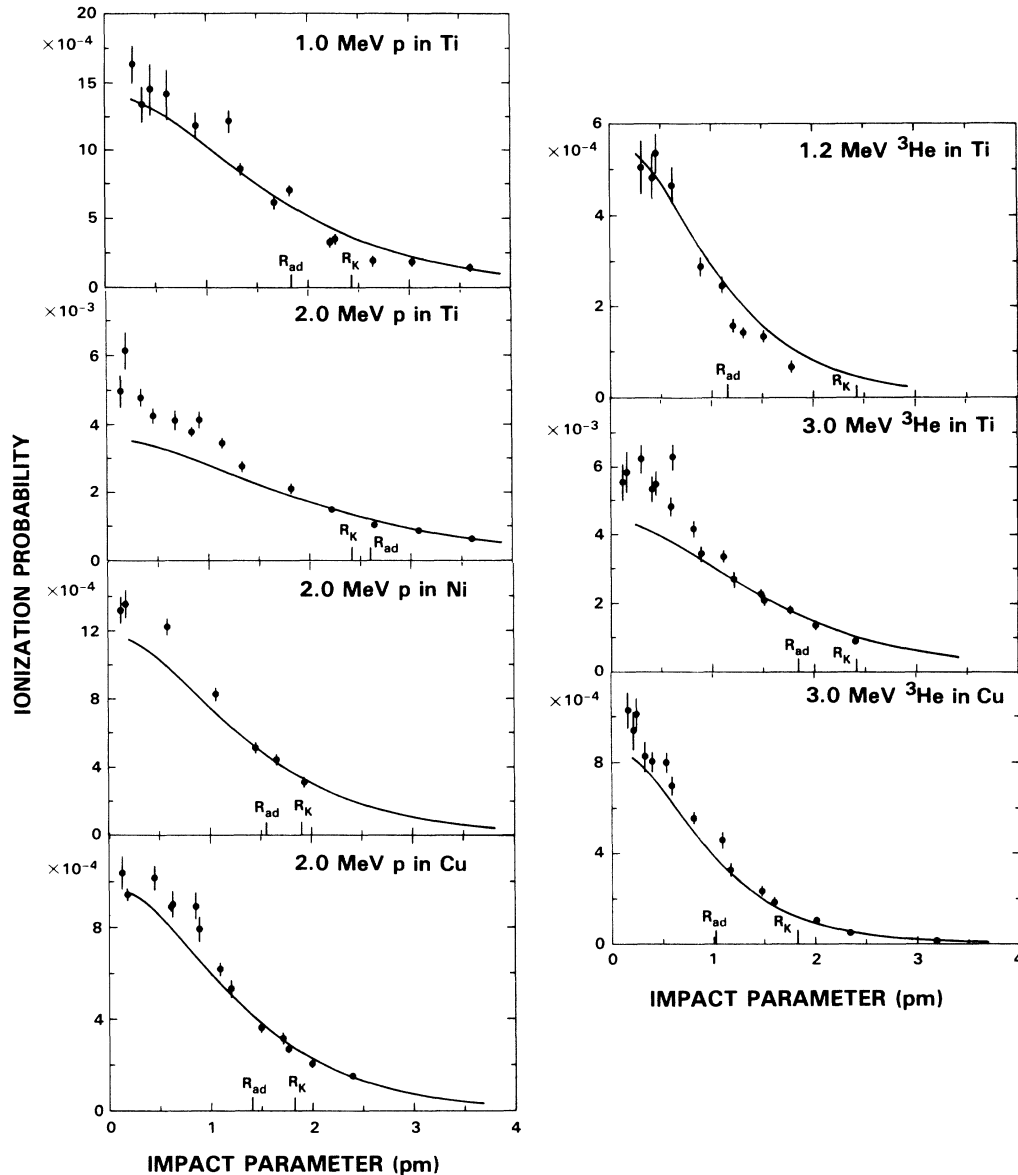 IONIZATION PROBABILITY
1.0 MeV p in Ti
×10⁻⁴
20
15
10
5
0
R_ad
R_K
2.0 MeV p in Ti
×10⁻³
6
4
2
0
R_K
R_ad
2.0 MeV p in Ni
×10⁻⁴
12
8
4
0
R_ad
R_K
2.0 MeV p in Cu
×10⁻⁴
8
4
0
R_ad
R_K
0 1 2 3 4
IMPACT PARAMETER (pm)
1.2 MeV ³He in Ti
6
×10⁻⁴
4
2
0
R_ad
R_K
3.0 MeV ³He in Ti
×10⁻³
6
4
2
0
R_ad
R_K
3.0 MeV ³He in Cu
×10⁻⁴
8
4
0
R_ad
R_K
0 1 2 3 4
IMPACT PARAMETER (pm)